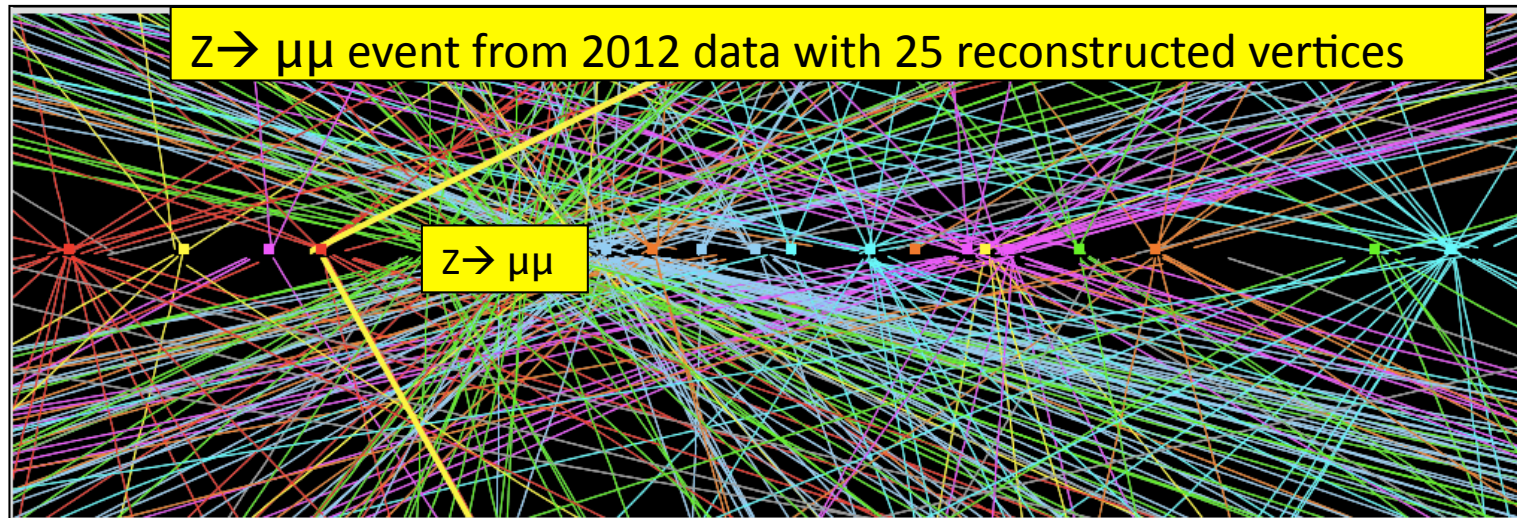 Z→ μμ event from 2012 data with 25 reconstructed vertices
Z→ μμ